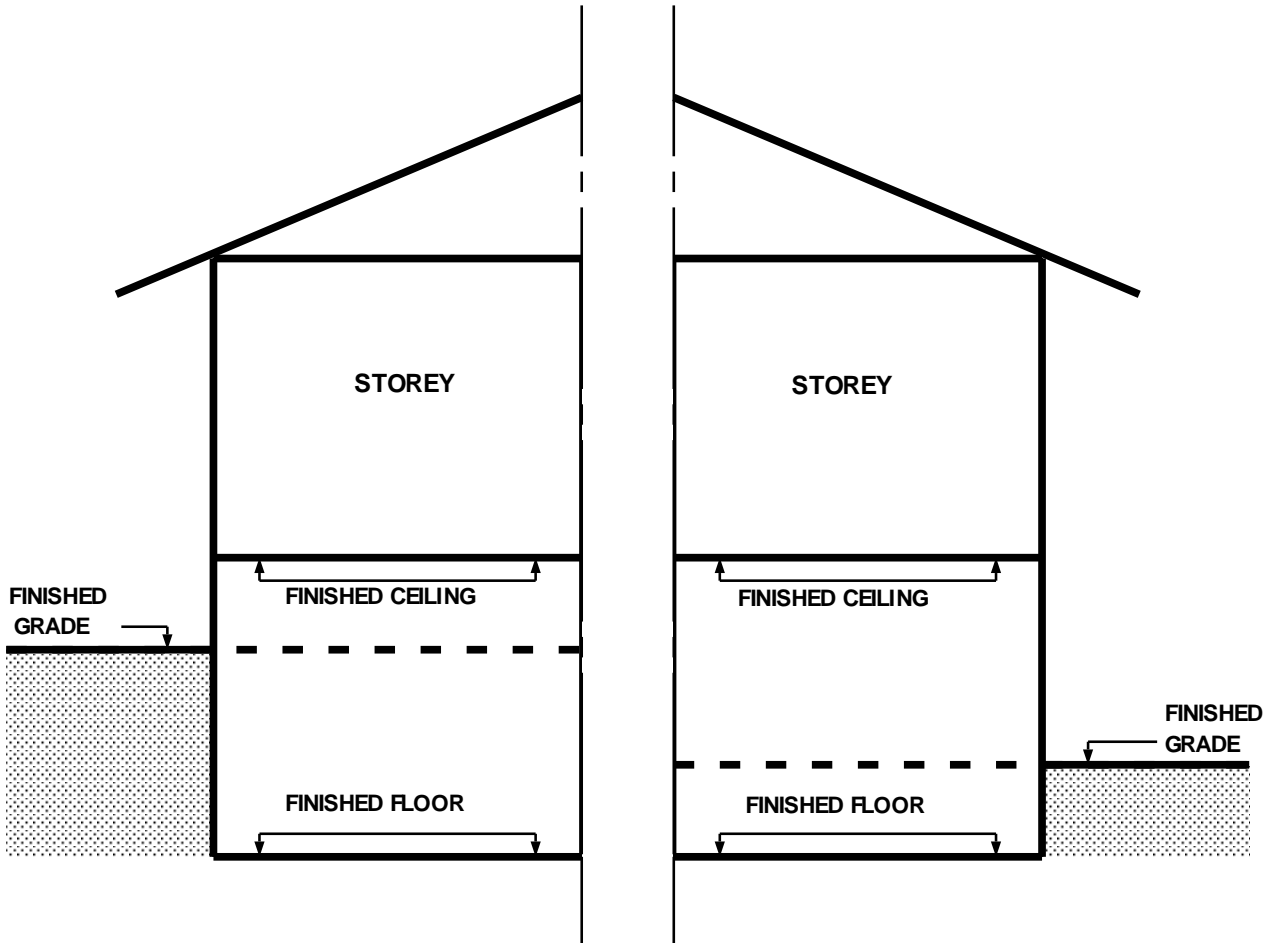 STOREY
STOREY
FINISHED CEILING
FINISHED CEILING
FINISHED
GRADE
FINISHED
GRADE
FINISHED FLOOR
FINISHED FLOOR